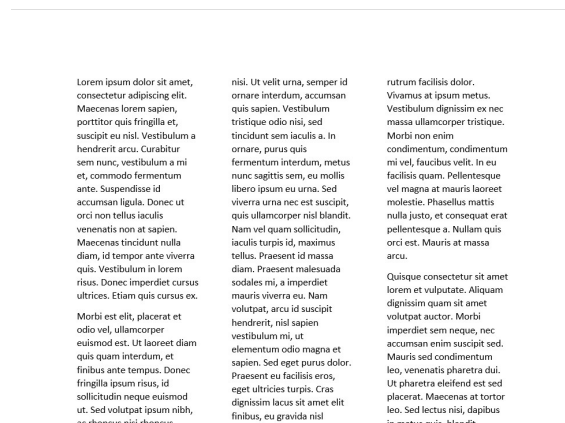 Lorem ipsum dolor sit amet,
consectetur adipiscing elit.
Maecenas lorem sapien,
porttitor quis fringilla et,
suscipit eu nisl. Vestibulum a
hendrerit arcu. Curabitur
sem nunc, vestibulum a mi
et, commodo fermentum
ante. Suspendisse id
accumsan ligula. Donec ut
orci non tellus iaculis
venenatis non at sapien.
Maecenas tincidunt nulla
diam, id tempor ante viverra
quis. Vestibulum in lorem
risus. Donec imperdiet cursus
ultrices. Etiam quis cursus ex.
Morbi est elit, placerat et
odio vel, ullamcorper
euismod est. Ut laoreet diam
quis quam interdum, et
finibus ante tempus. Donec
fringilla ipsum risus, id
sollicitudin neque euismod
ut. Sed volutpat ipsum nibh,
nisi. Ut velit urna, semper id
ornare interdum, accumsan
quis sapien. Vestibulum
tristique odio nisi, sed
tincidunt sem iaculis a. In
ornare, purus quis
fermentum interdum, metus
nunc sagittis sem, eu mollis
libero ipsum eu urna. Sed
viverra urna nec est suscipit,
quis ullamcorper nisl blandit.
Nam vel quam sollicitudin,
iaculis turpis id, maximus
tellus. Praesent id massa
diam. Praesent malesuada
sodales mi, a imperdiet
mauris viverra eu. Nam
volutpat, arcu id suscipit
hendrerit, nisl sapien
vestibulum mi, ut
elementum odio magna et
sapien. Sed eget purus dolor.
Praesent eu facilisis eros,
eget ultricies turpis. Cras
dignissim lacus sit amet elit
finibus, eu gravida nisl
rutrum facilisis dolor.
Vivamus at ipsum metus.
Vestibulum dignissim ex nec
massa ullamcorper tristique.
Morbi non enim
condimentum, condimentum
mi vel, faucibus velit. In eu
facilisis quam. Pellentesque
vel magna at mauris laoreet
molestie. Phasellus mattis
nulla justo, et consequat erat
pellentesque a. Nullam quis
orci est. Mauris at massa
arcu.
Quisque consectetur sit amet
lorem et vulputate. Aliquam
dignissim quam sit amet
volutpat auctor. Morbi
imperdiet sem neque, nec
accumsan enim suscipit sed.
Mauris sed condimentum
leo, venenatis pharetra dui.
Ut pharetra eleifend est sed
placerat. Maecenas at tortor
leo. Sed lectus nisi, dapibus